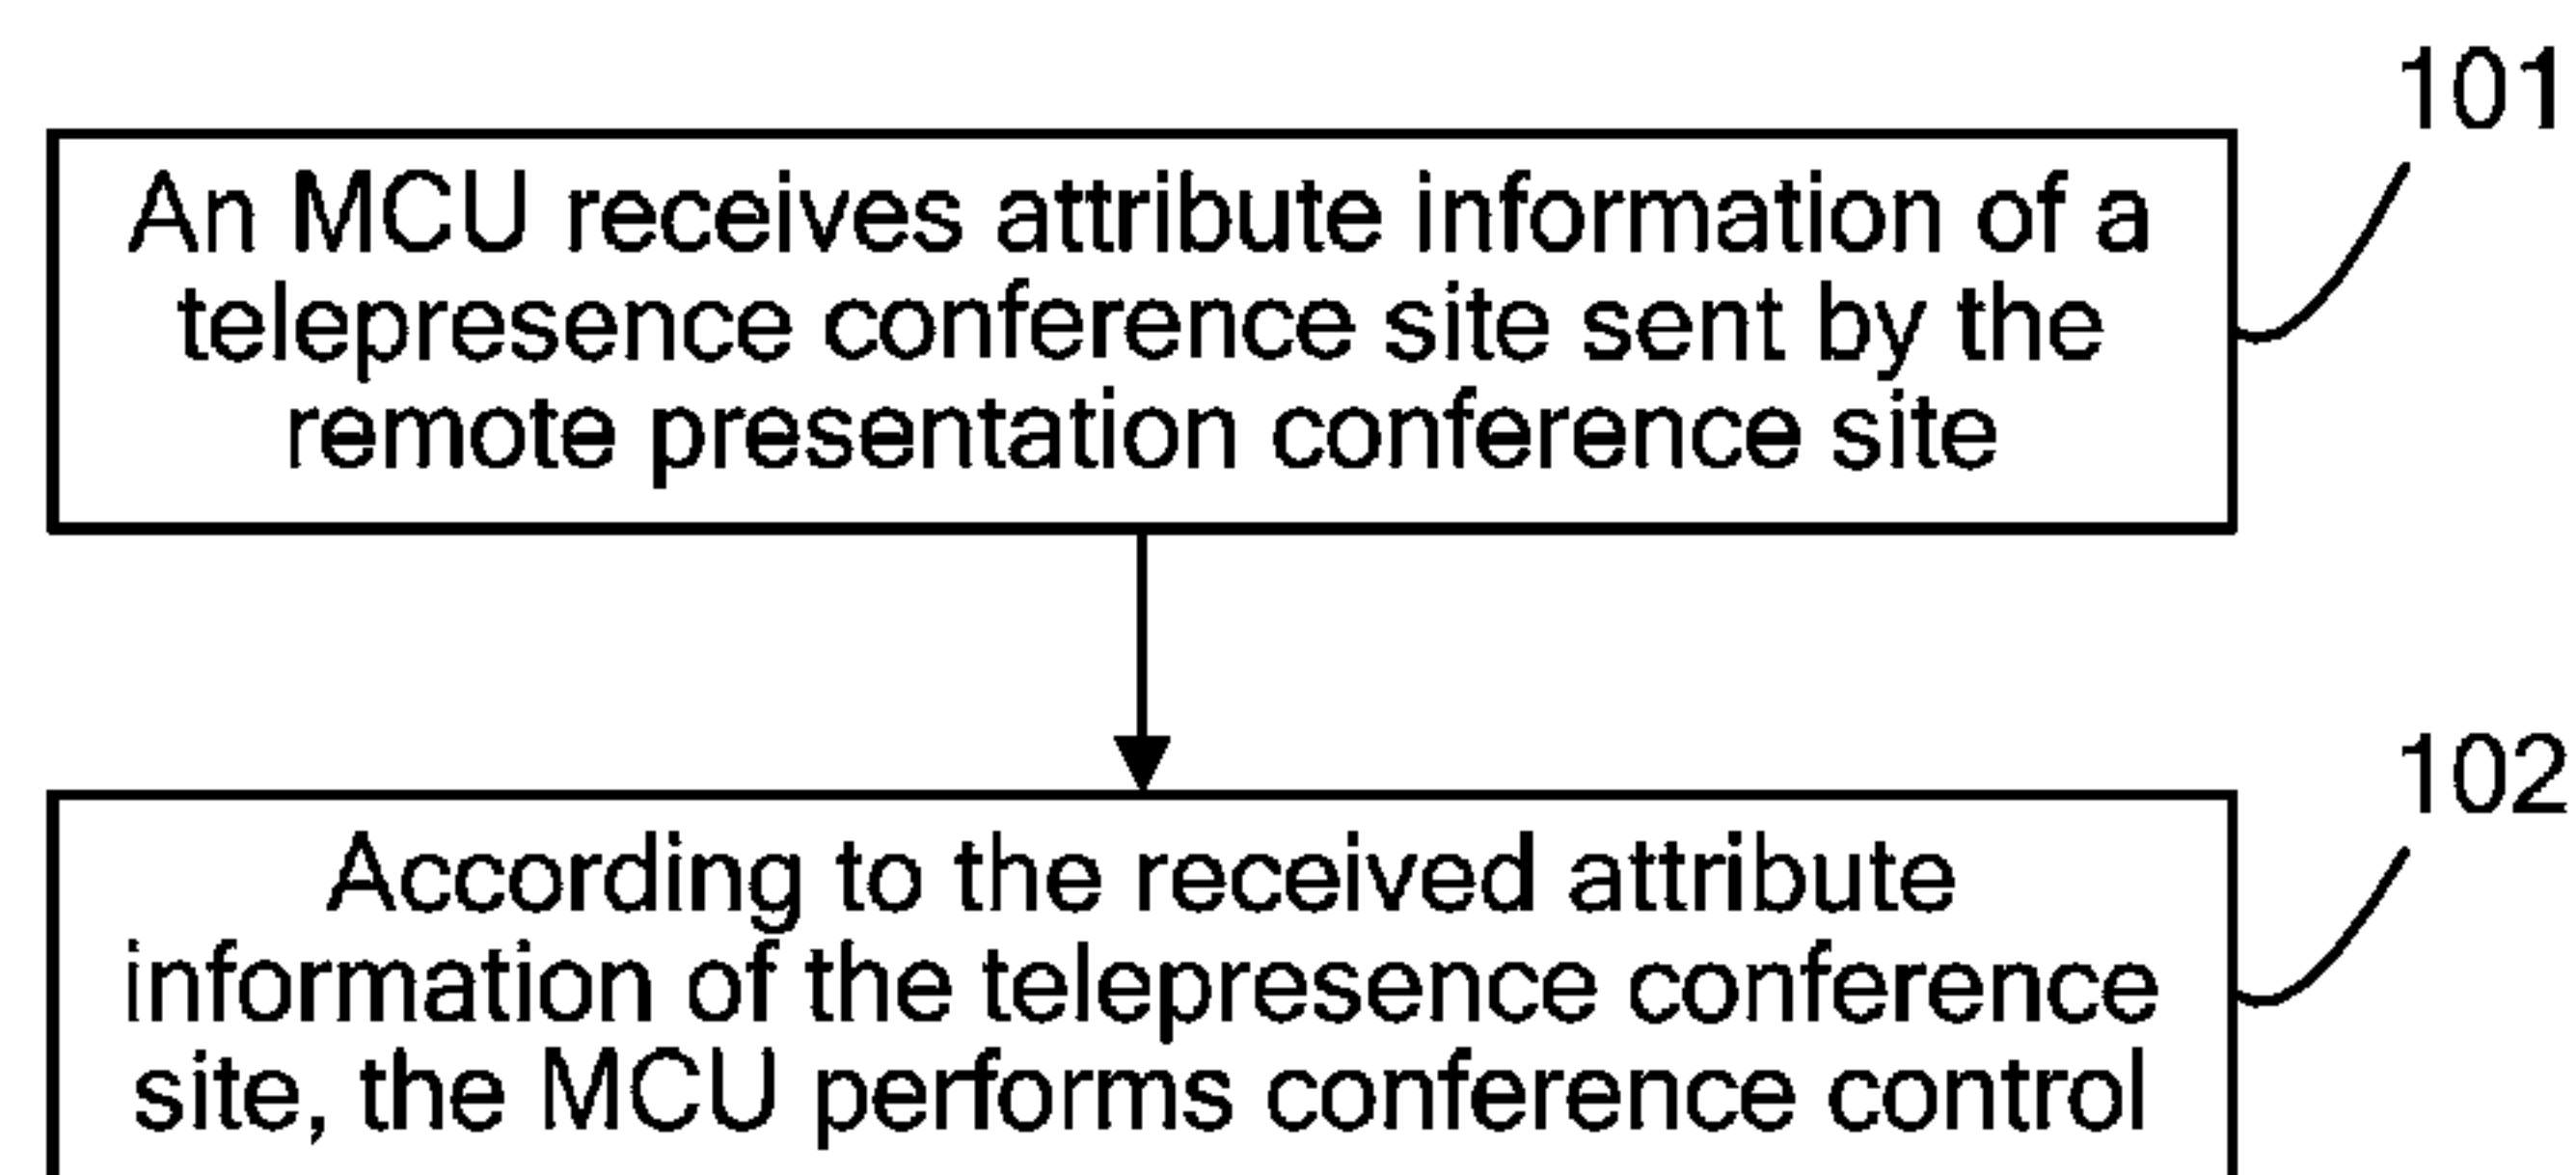 101
An MCU receives attribute information of a
telepresence conference site sent by the
remote presentation conference site
102
According to the received attribute
information of the telepresence conference
site, the MCU performs conference control